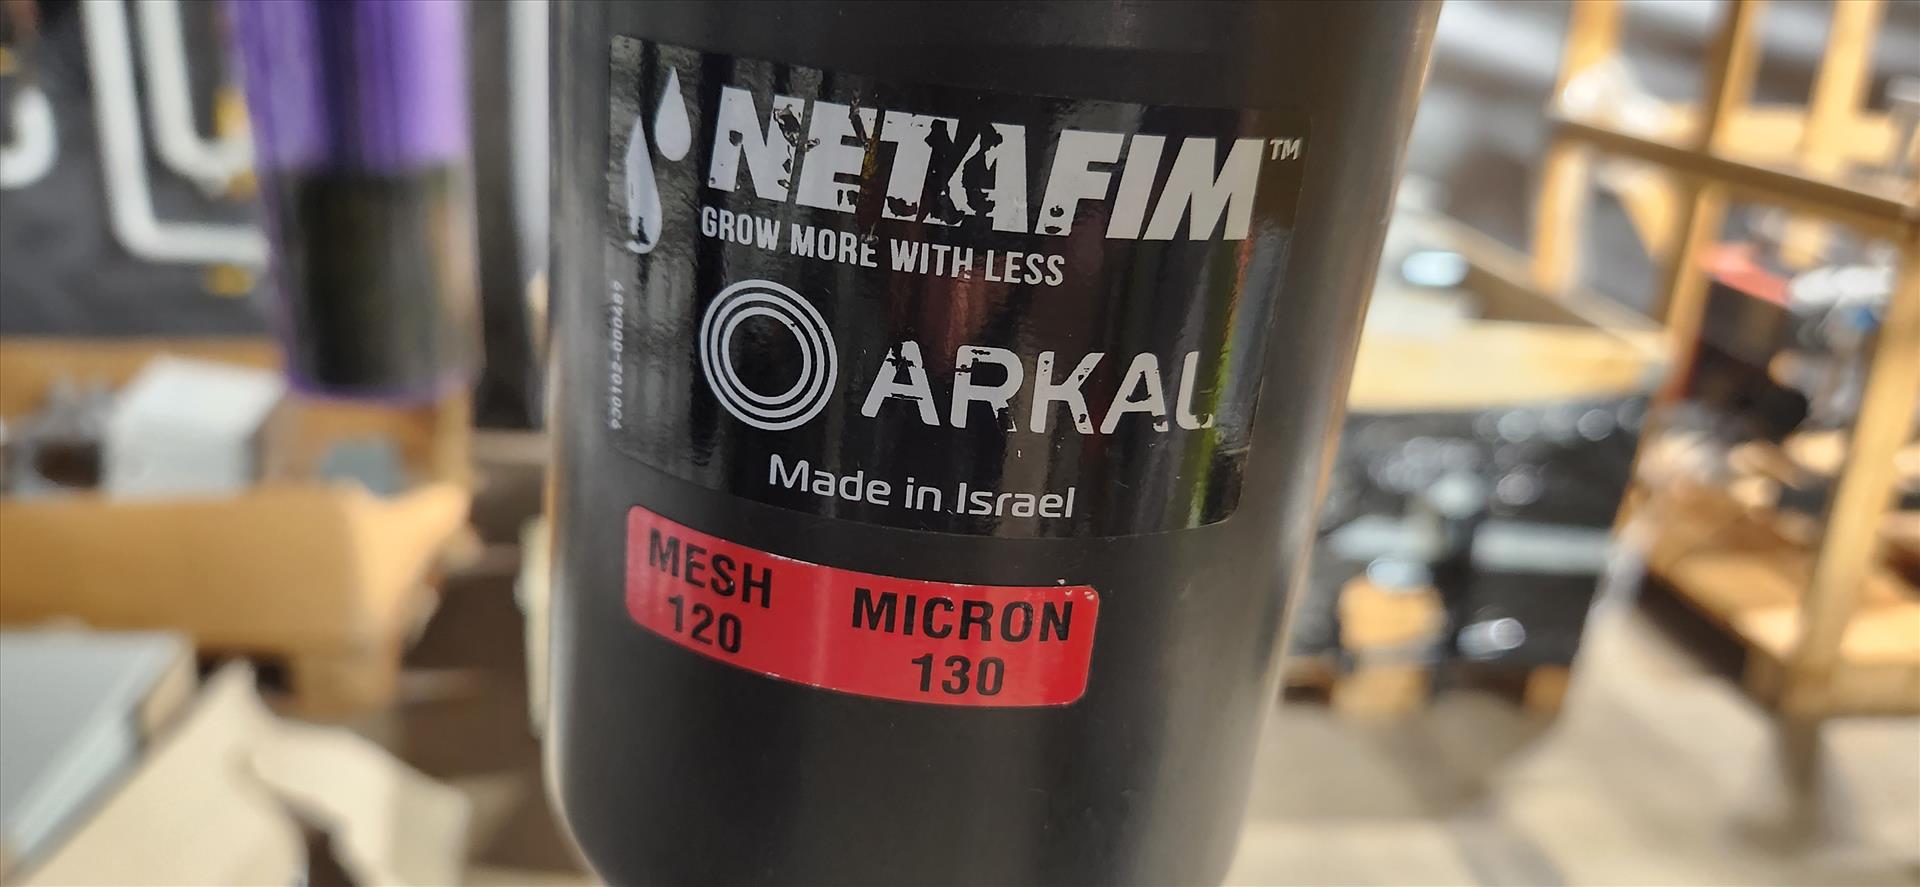 NETAFIM™
GROW MORE WITH LESS
ARKAL
Made in Israel
MESH
120
MICRON
130